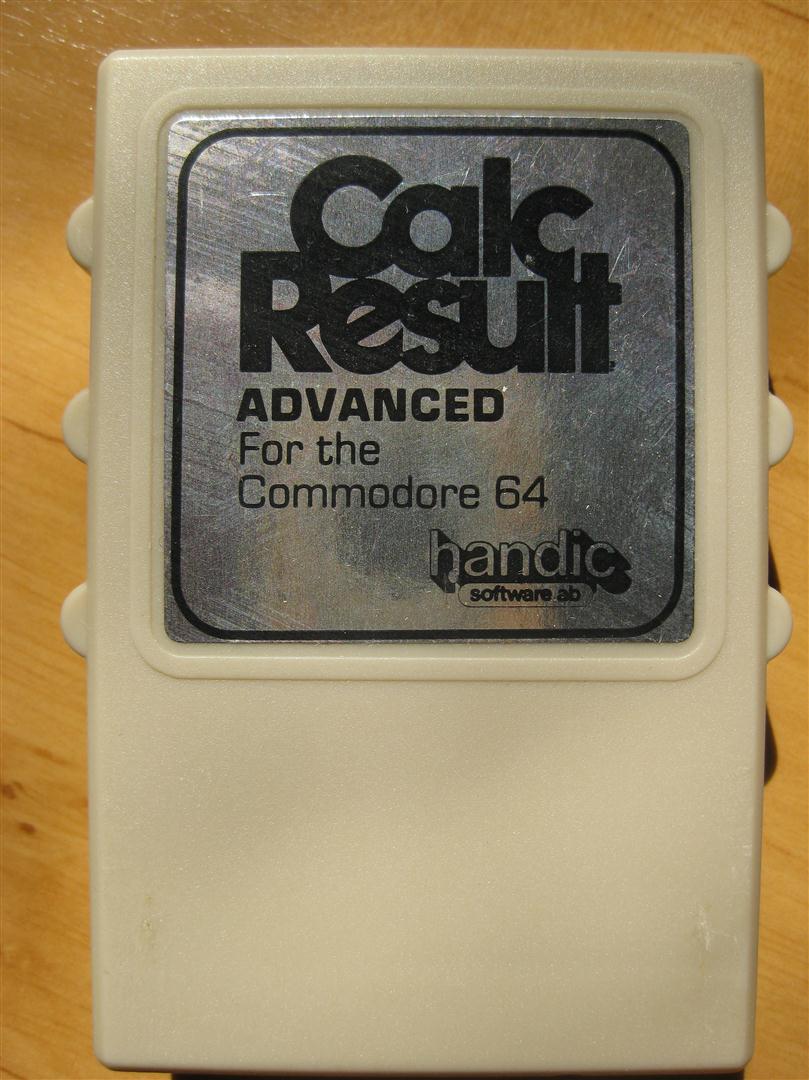 Calc
Result
ADVANCED
For the
Commodore 64
handic
software ab